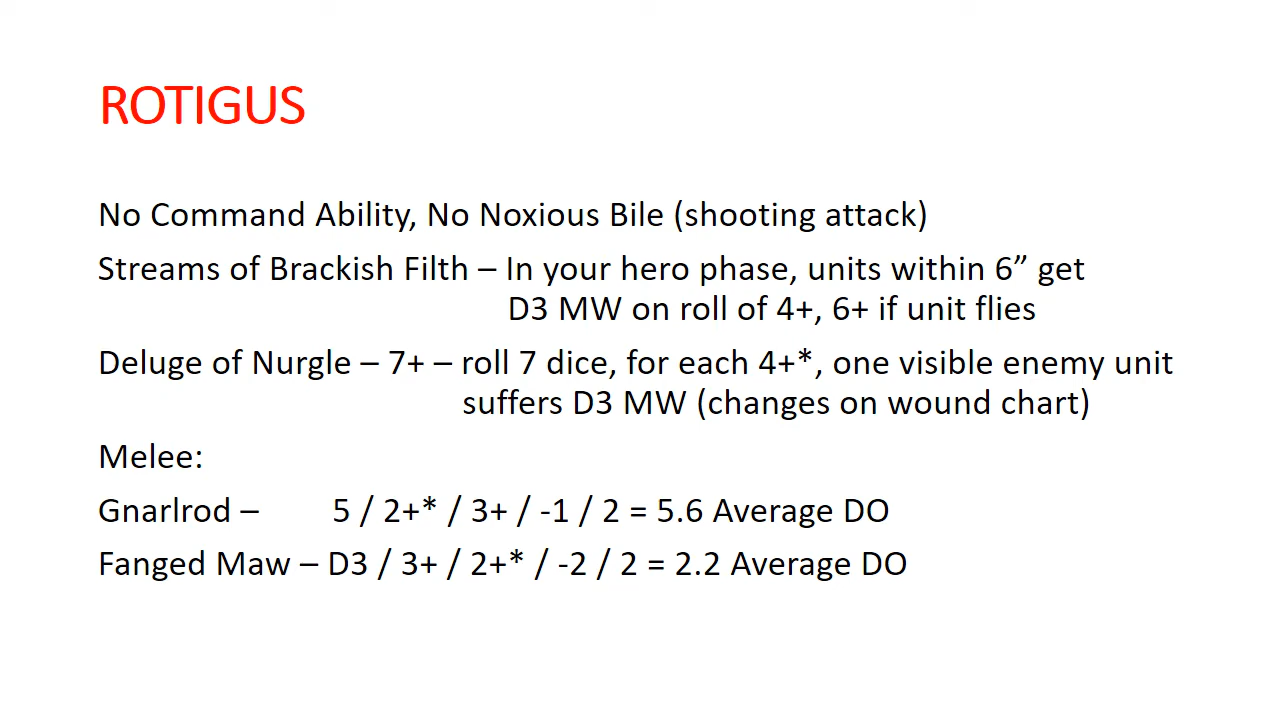 ROTIGUS
No Command Ability, No Noxious Bile (shooting attack)
Streams of Brackish Filth – In your hero phase, units within 6” get
D3 MW on roll of 4+, 6+ if unit flies
Deluge of Nurgle – 7+ – roll 7 dice, for each 4+*, one visible enemy unit
suffers D3 MW (changes on wound chart)
Melee:
Gnarlrod – 5 / 2+* / 3+ / -1 / 2 = 5.6 Average DO
Fanged Maw – D3 / 3+ / 2+* / -2 / 2 = 2.2 Average DO